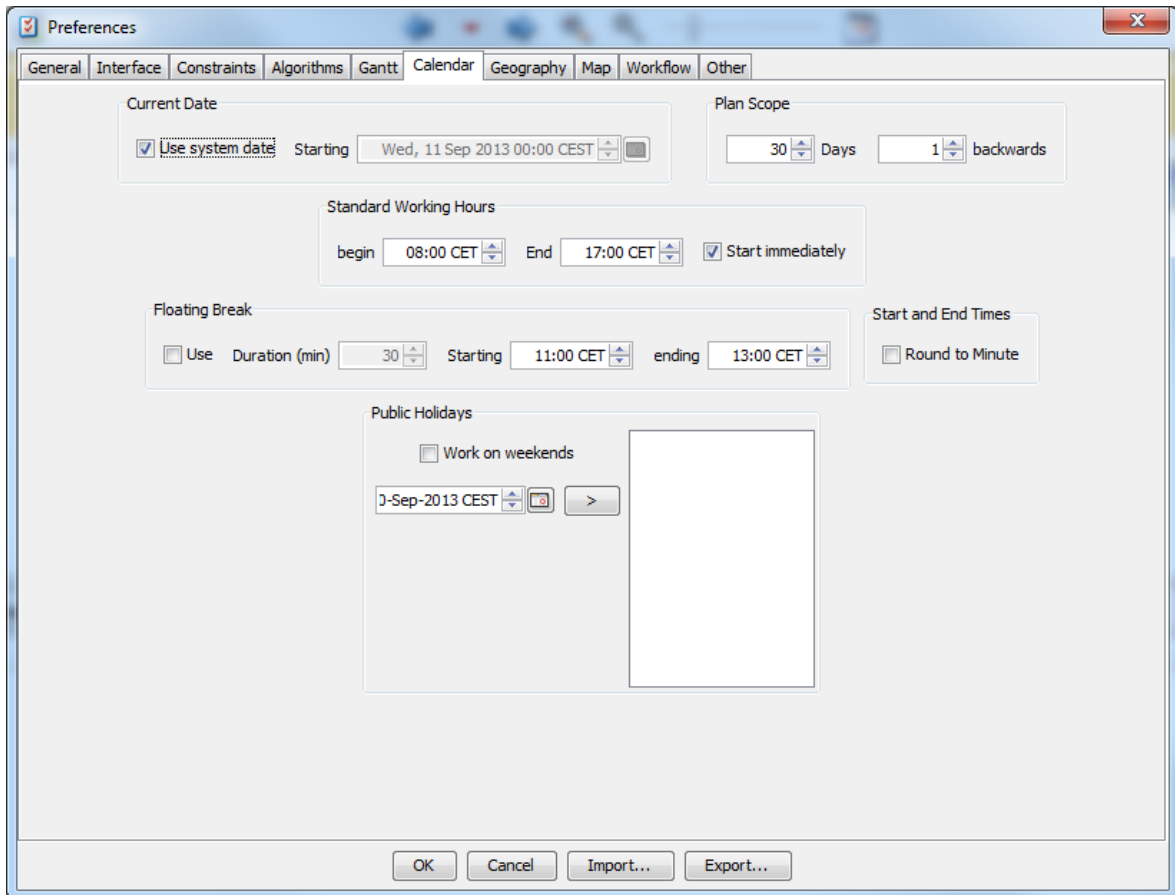 Preferences
General Interface Constraints Algorithms Gantt Calendar Geography Map Workflow Other
Current Date
Use system date Starting Wed, 11 Sep 2013 00:00 CEST
Plan Scope
30 Days 1 backwards
Standard Working Hours
begin 08:00 CET End 17:00 CET Start immediately
Floating Break
Use Duration (min) 30 Starting 11:00 CET ending 13:00 CET
Start and End Times
Round to Minute
Public Holidays
Work on weekends
-Sep-2013 CEST >
OK Cancel Import... Export...